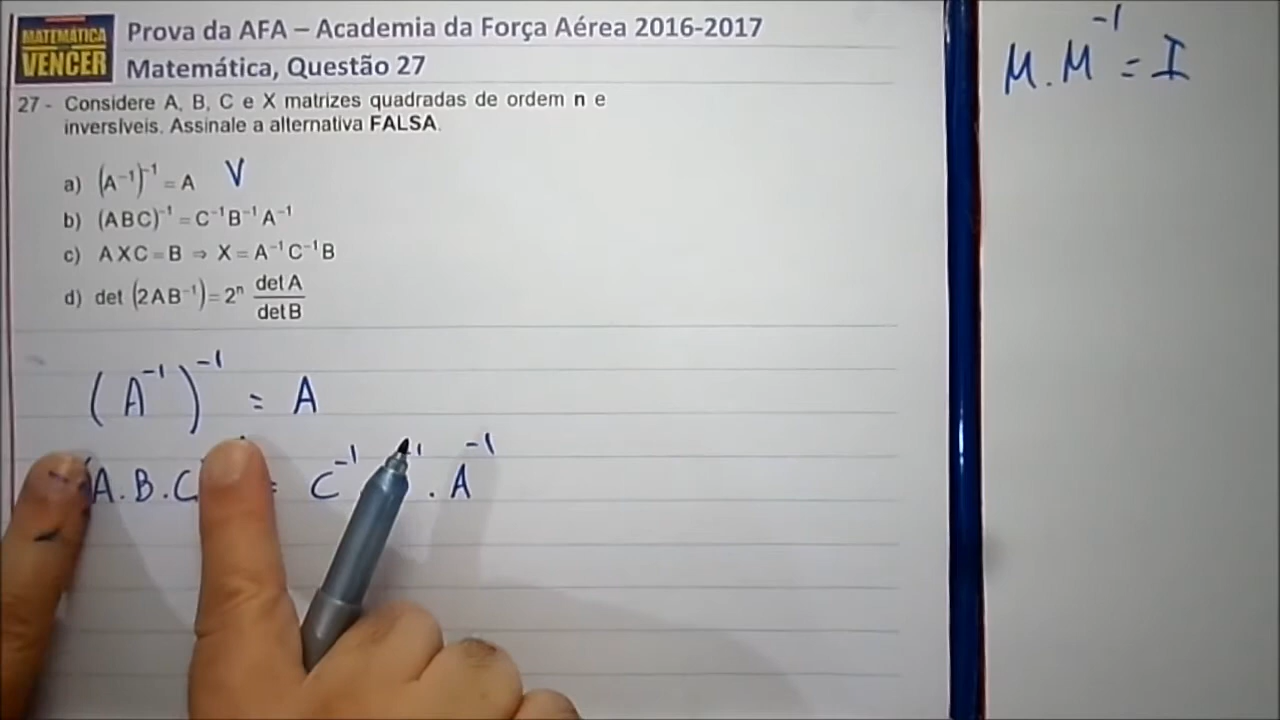 MATEMÁTICA
VENCER
Prova da AFA – Academia da Força Aérea 2016-2017
Matemática, Questão 27
27 - Considere A, B, C e X matrizes quadradas de ordem n e
inversíveis. Assinale a alternativa FALSA.
a) (A⁻¹)⁻¹ = A V
b) (ABC)⁻¹ = C⁻¹B⁻¹A⁻¹
c) AXC = B ⇒ X = A⁻¹C⁻¹B
d) det (2AB⁻¹) = 2ⁿ detA / detB
(A⁻¹)⁻¹ = A
(A.B.C = C⁻¹ . A⁻¹
M.M⁻¹ = I